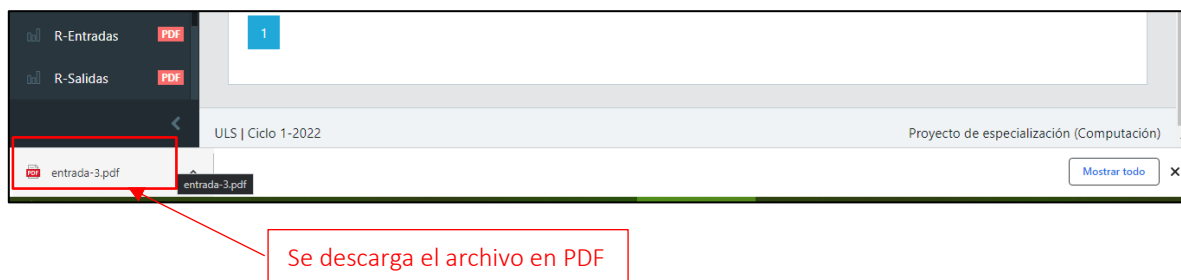 R-Entradas PDF
1
R-Salidas PDF
ULS | Ciclo 1-2022 Proyecto de especialización (Computación)
entrada-3.pdf
entrada-3.pdf
Mostrar todo
Se descarga el archivo en PDF